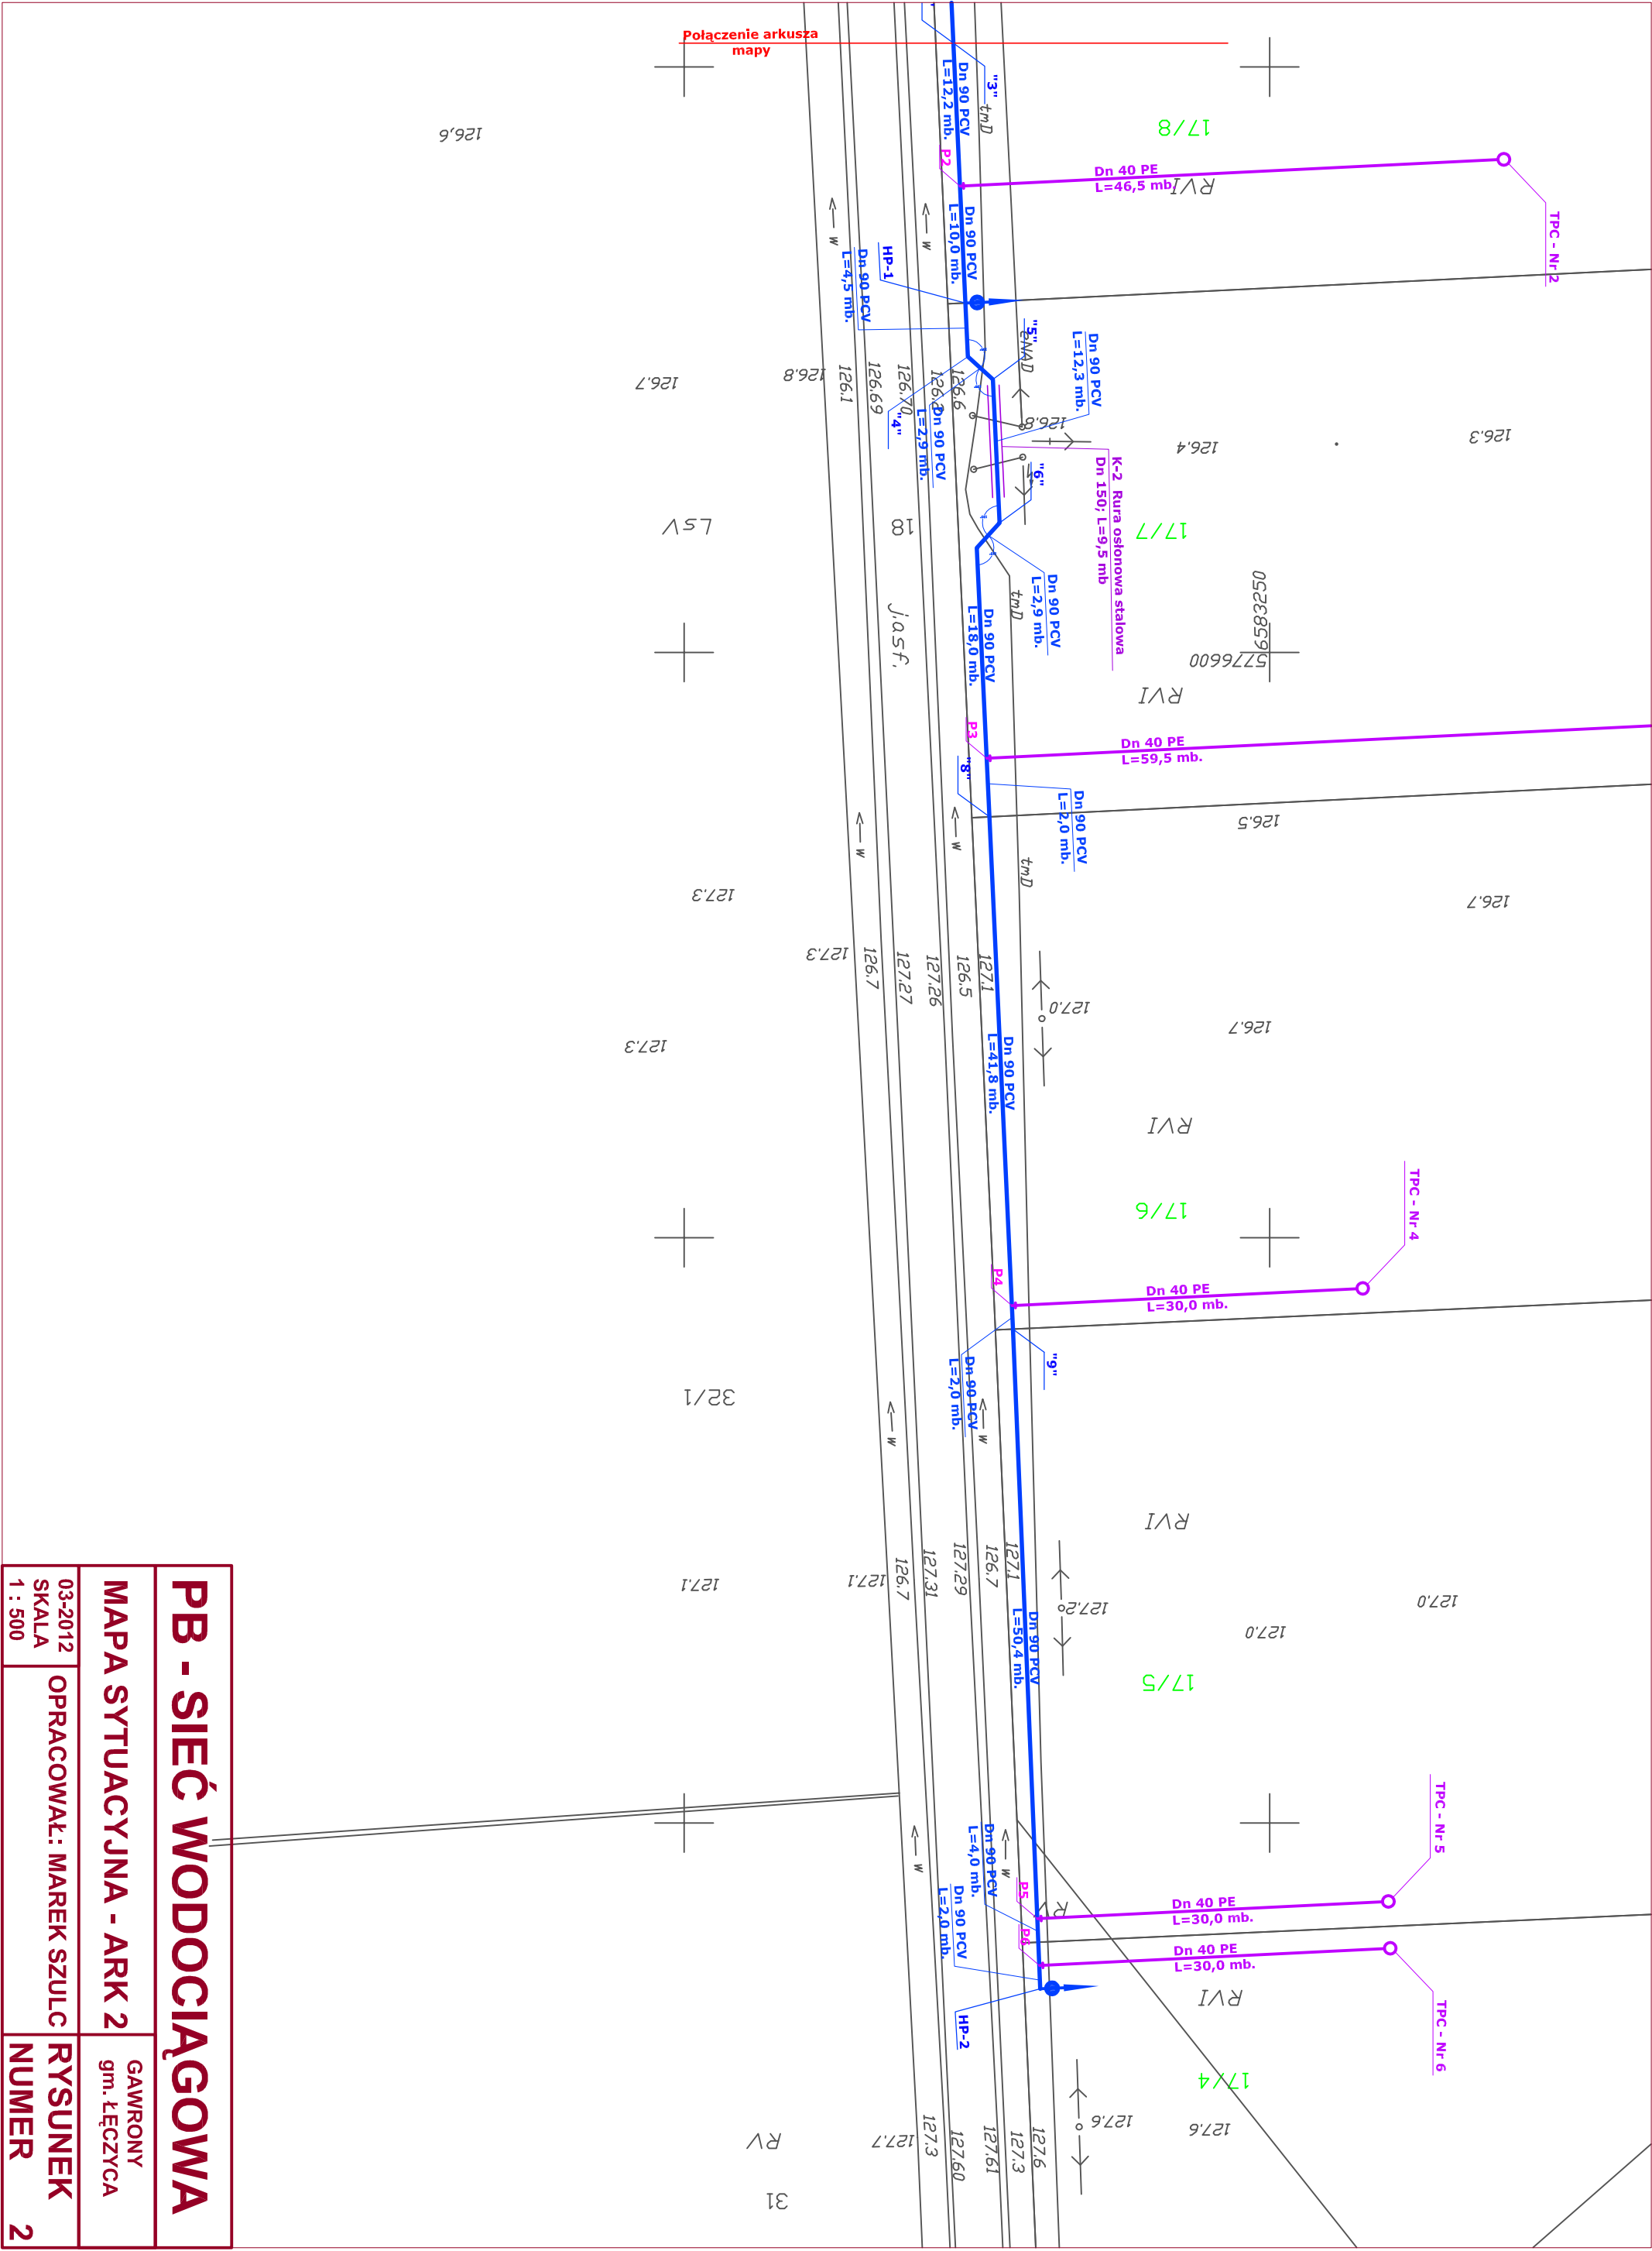 Połączenie arkusza
mapy
"3"
Dn 90 PCV
L=12,2 mb.
tmD
17/8
126,6
P2
Dn 40 PE
L=46,5 mb.
RVI
TPC - Nr 2
w
w
Dn 90 PCV
L=10,0 mb.
HP-1
Dn 90 PCV
L=4,5 mb.
"5"
eNAD
Dn 90 PCV
L=12,3 mb.
126.7
126.8
126.1
126.69
126.70
126.6
"4"
Dn 90 PCV
L=2,9 mb.
126.8
126.4
126.3
"6"
K-2 Rura osłonowa stalowa
Dn 150; L=9,5 mb
LsV
18
17/7
j.asf.
tmD
Dn 90 PCV
L=2,9 mb.
6583250
5776600
Dn 90 PCV
L=18,0 mb.
RVI
P3
Dn 40 PE
L=59,5 mb.
"8"
Dn 90 PCV
L=2,0 mb.
w
w
126.5
tmD
127.3
126.7
127.3
126.7
127.27
127.26
126.5
127.1
127.0
126.7
127.3
Dn 90 PCV
L=41,8 mb.
RVI
17/6
TPC - Nr 4
P4
Dn 40 PE
L=30,0 mb.
"9"
Dn 90 PCV
L=2,0 mb.
32/1
w
w
RVI
127.1
127.1
126.7
127.31
127.29
126.7
127.1
127.2
127.0
127.0
Dn 90 PCV
L=50,4 mb.
17/5
TPC - Nr 5
Dn 90 PCV
L=4,0 mb.
w
w
P5
RV
Dn 40 PE
L=30,0 mb.
Dn 90 PCV
L=2,0 mb.
P6
Dn 40 PE
L=30,0 mb.
RVI
HP-2
TPC - Nr 6
17/4
127.6
127.6
RV
127.7
127.3
127.60
127.61
127.3
127.6
31
PB - SIEĆ WODOCIĄGOWA
MAPA SYTUACYJNA - ARK 2
GAWRONY
gm. ŁĘCZYCA
03-2012
SKALA
1 : 500
OPRACOWAŁ: MAREK SZULC
RYSUNEK
NUMER 2